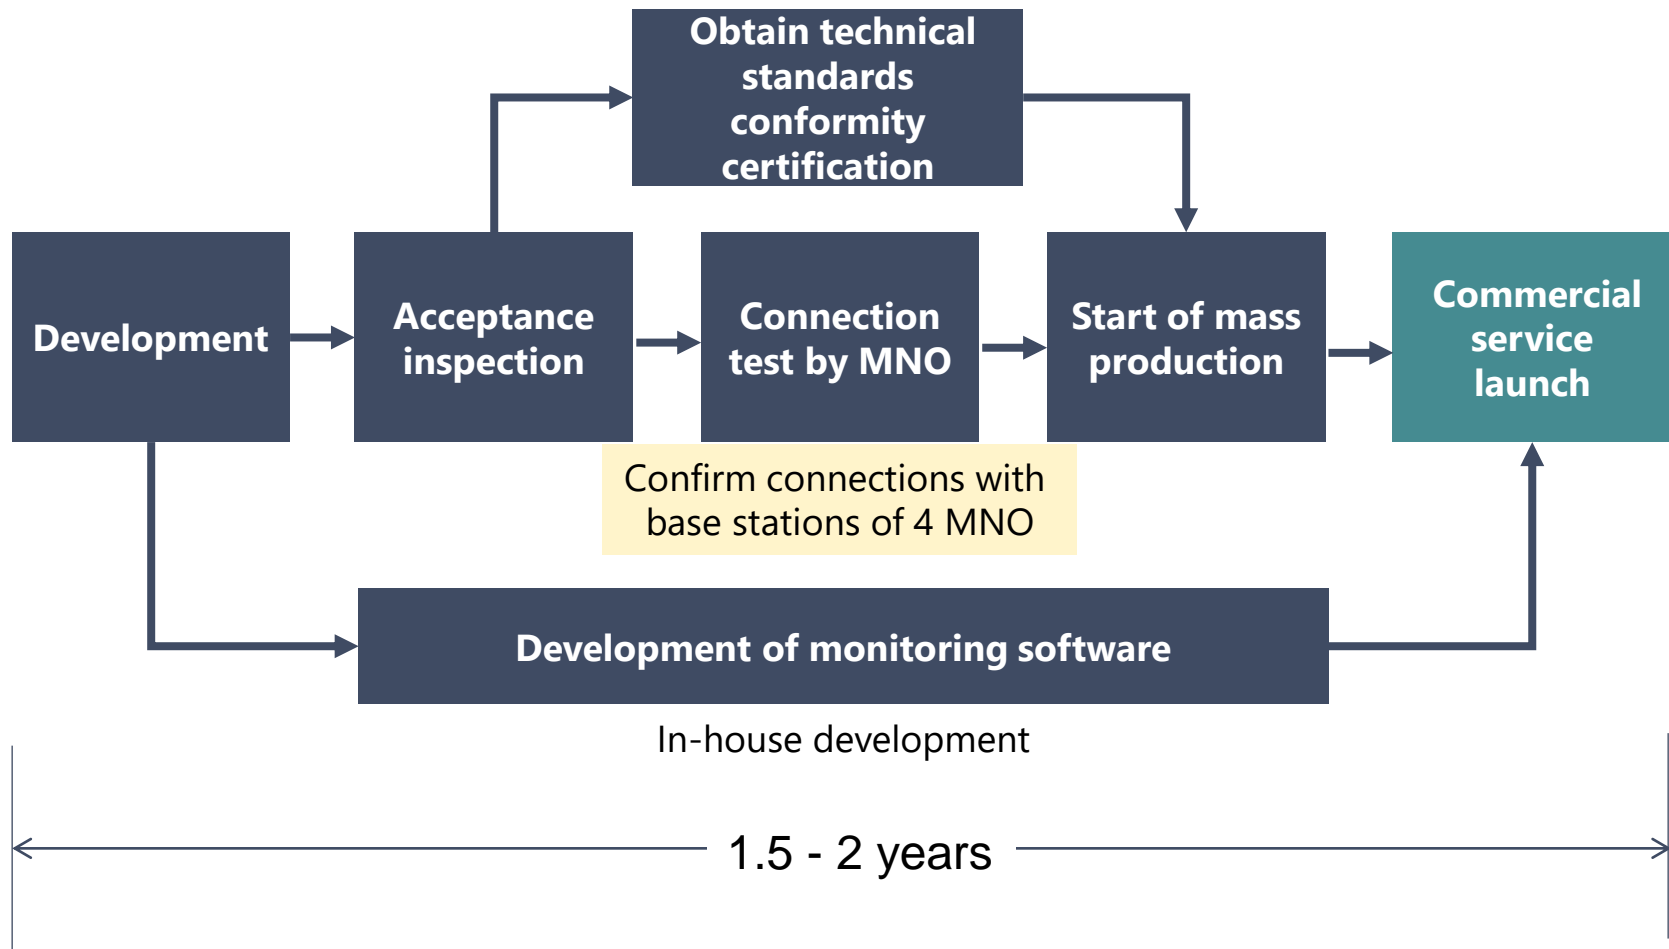 Obtain technical
standards
conformity
certification
Development
Acceptance
inspection
Connection
test by MNO
Start of mass
production
Commercial
service
launch
Confirm connections with
base stations of 4 MNO
Development of monitoring software
In-house development
1.5 - 2 years